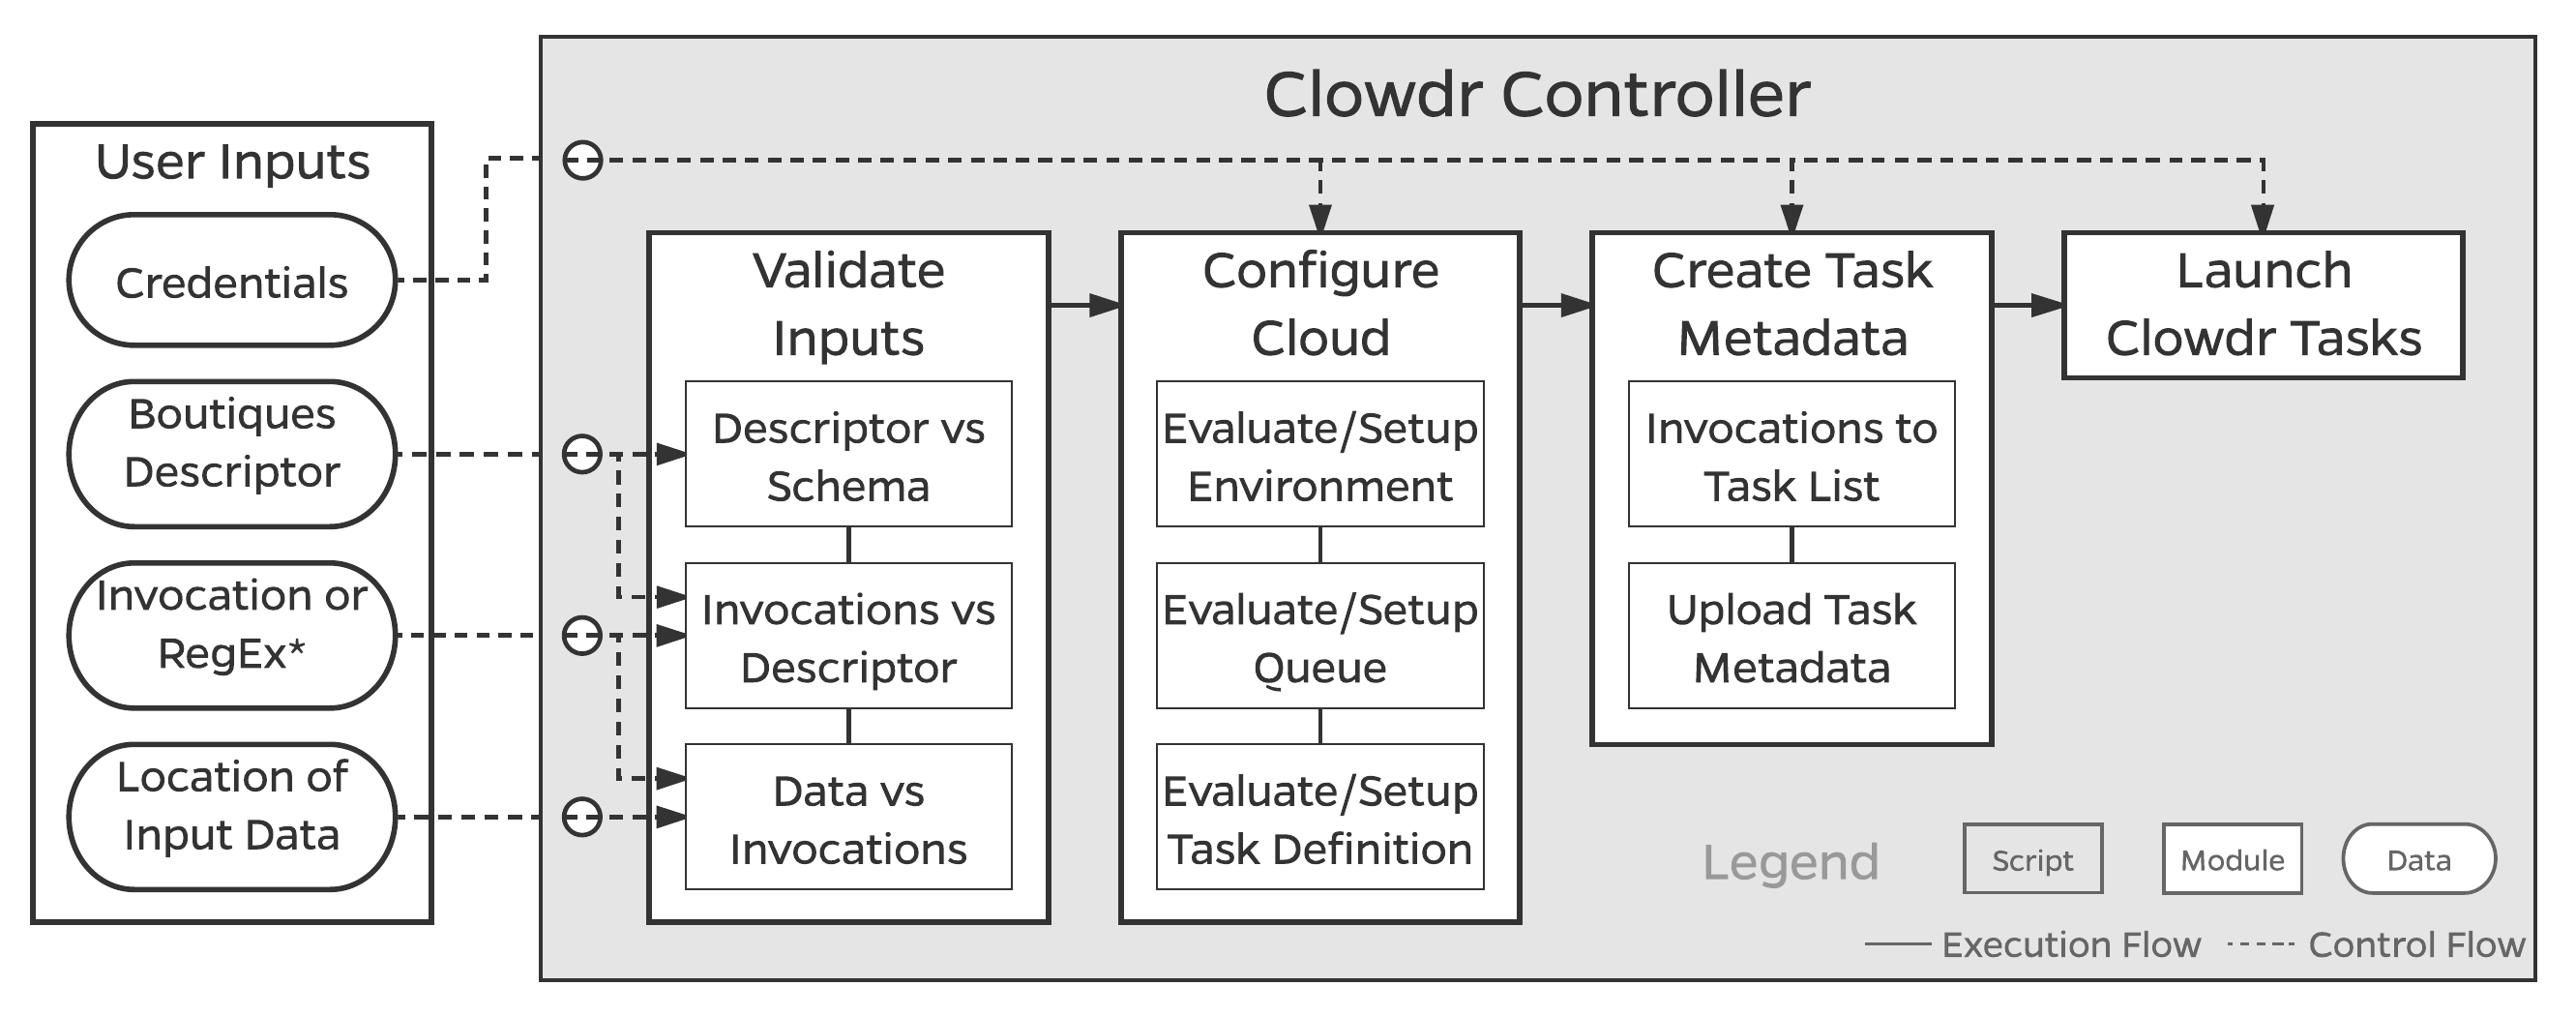 Clowdr Controller
User Inputs
Credentials
Boutiques
Descriptor
Invocation or
RegEx*
Location of
Input Data
Validate
Inputs
Descriptor vs
Schema
Invocations vs
Descriptor
Data vs
Invocations
Configure
Cloud
Evaluate/Setup
Environment
Evaluate/Setup
Queue
Evaluate/Setup
Task Definition
Create Task
Metadata
Invocations to
Task List
Upload Task
Metadata
Launch
Clowdr Tasks
Legend
Script
Module
Data
Execution Flow
Control Flow